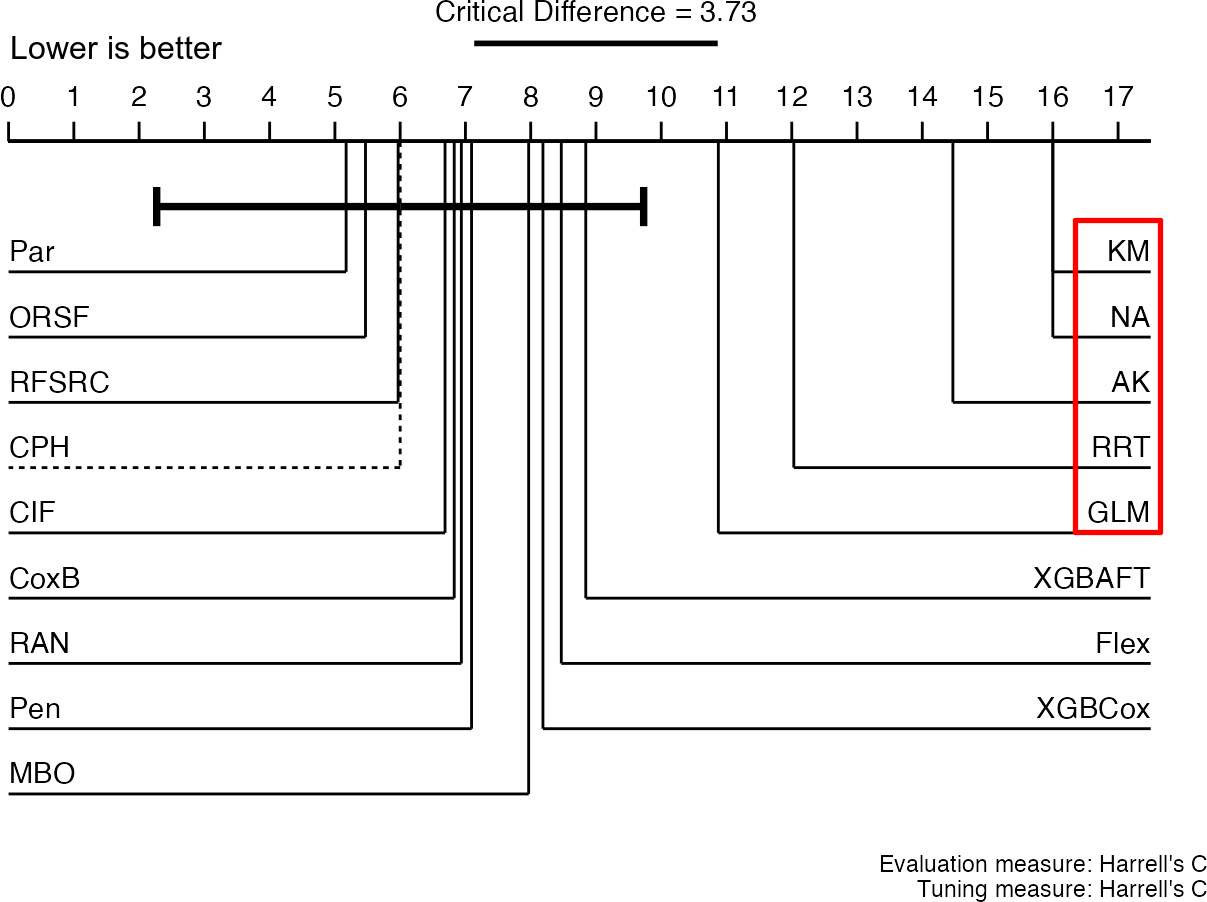 Critical Difference = 3.73
Lower is better
0 1 2 3 4 5 6 7 8 9 10 11 12 13 14 15 16 17
Par KM
ORSF NA
RFSRC AK
CPH RRT
CIF GLM
CoxB XGBAFT
RAN Flex
Pen XGBCox
MBO
Evaluation measure: Harrell's C
Tuning measure: Harrell's C